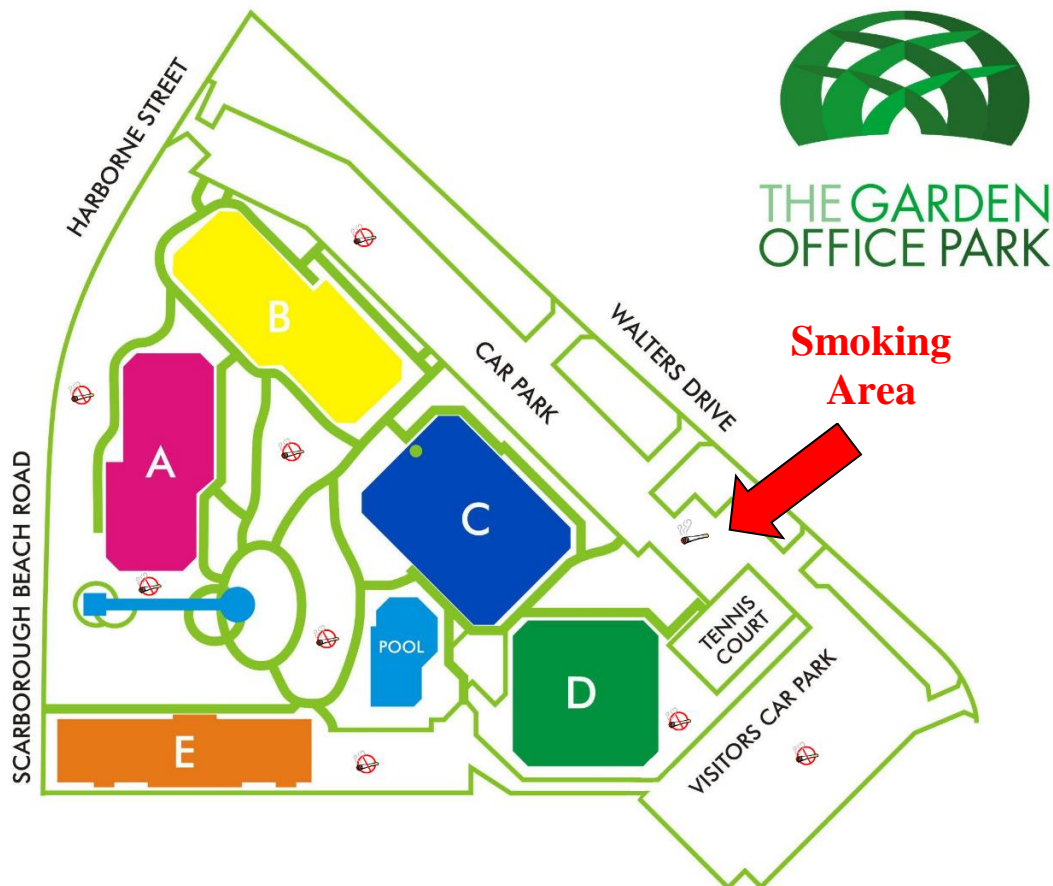 THE GARDEN
OFFICE PARK
Smoking
Area
HARBORNE STREET
WALTERS DRIVE
CAR PARK
SCARBOROUGH BEACH ROAD
B
A
C
POOL
TENNIS
COURT
D
VISITORS CAR PARK
E